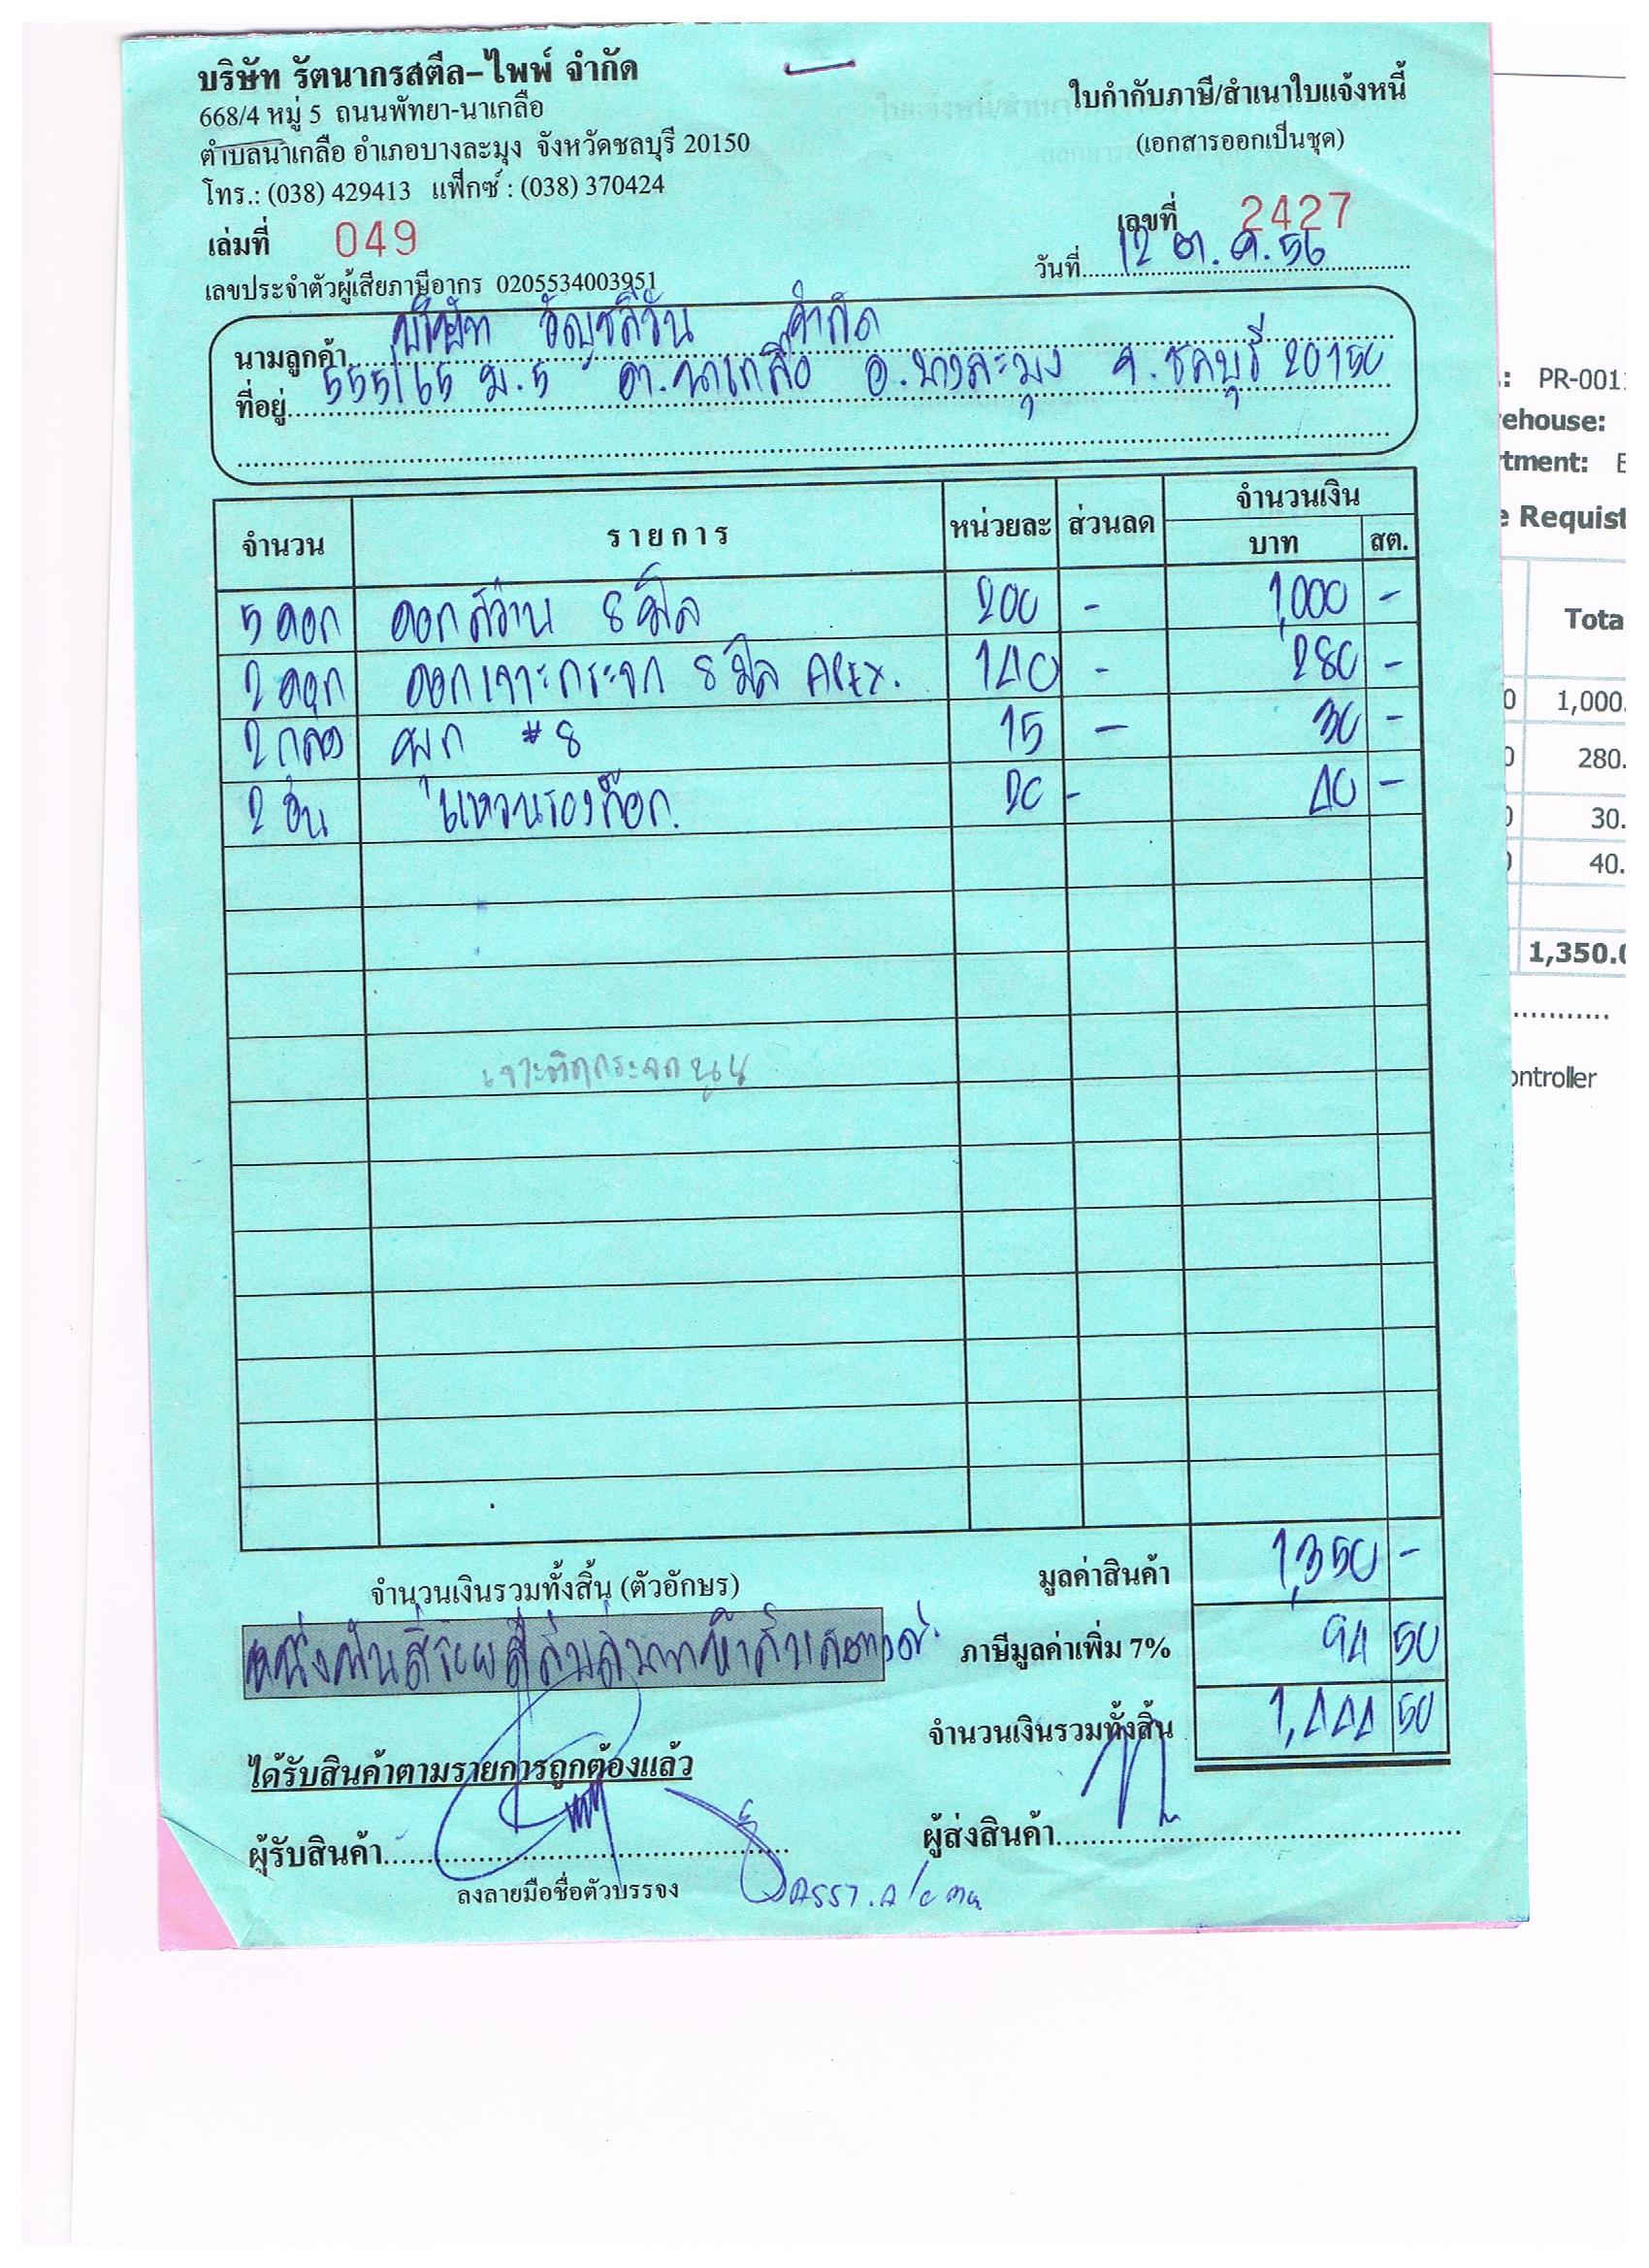 บริษัท รัตนากรสตีล-ไพพ์ จำกัด
668/4 หมู่ 5 ถนนพัทยา-นาเกลือ
ตำบลนาเกลือ อำเภอบางละมุง จังหวัดชลบุรี 20150
โทร.: (038) 429413 แฟ็กซ์ : (038) 370424
ใบกำกับภาษี/สำเนาใบแจ้งหนี้
(เอกสารออกเป็นชุด)
เล่มที่ 049
เลขที่ 2427
วันที่ 12 ต.ค.56
เลขประจำตัวผู้เสียภาษีอากร 0205534003951
นามลูกค้า บริษัท จำกัด
ที่อยู่ 555/65 ม.5 ต.นาเกลือ อ.บางละมุง จ.ชลบุรี 20150
จำนวน รายการ หน่วยละ ส่วนลด จำนวนเงิน
บาท สต.
5 ดอก ดอกสว่าน 8 มิล 200 - 1,000 -
2 ดอก ดอกเจาะกระจก 8 มิล APEX. 140 - 280 -
2 กล่อง พุก #8 15 - 30 -
2 อัน แหวนรองก๊อก. 20 - 40 -
เจาะติดกระจกนูน
จำนวนเงินรวมทั้งสิ้น (ตัวอักษร)
มูลค่าสินค้า 1,350 -
หนึ่งพันสี่ร้อยสี่สิบสี่บาทห้าสิบสตางค์
ภาษีมูลค่าเพิ่ม 7% 94 50
จำนวนเงินรวมทั้งสิ้น 1,444 50
ได้รับสินค้าตามรายการถูกต้องแล้ว
ผู้รับสินค้า
ผู้ส่งสินค้า
ลงลายมือชื่อตัวบรรจง
: PR-001
rehouse:
tment: E
e Requist
Tota
0 1,000.
0 280.
0 30.
40.
1,350.0
ontroller